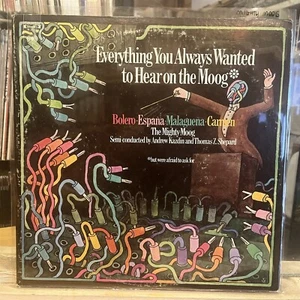 Everything You Always Wanted
to Hear on the Moog*
Bolero·Espana·Malaguena·Carmen
The Mighty Moog
Semi conducted by Andrew Kazdin and Thomas Z. Shepard
*but were afraid to ask for